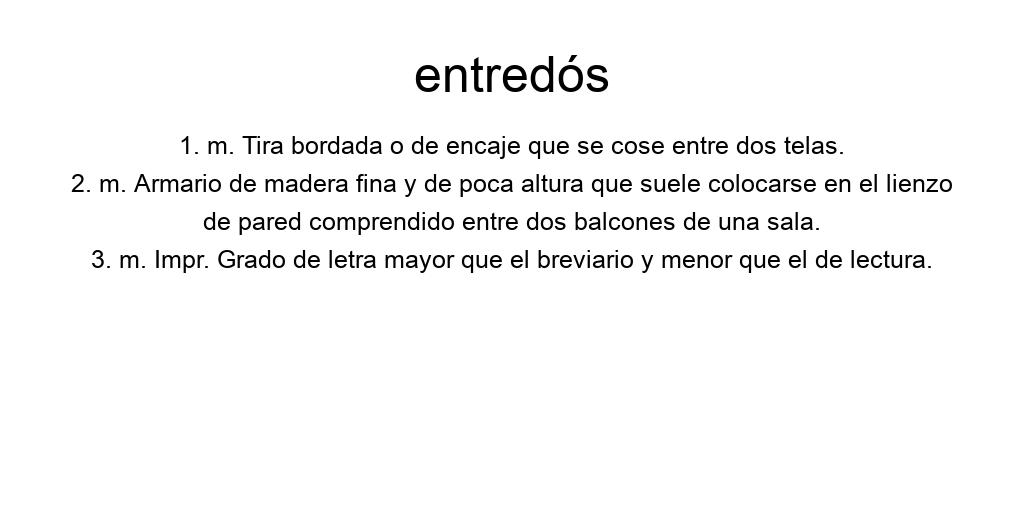 entredós
1. m. Tira bordada o de encaje que se cose entre dos telas.
2. m. Armario de madera fina y de poca altura que suele colocarse en el lienzo
de pared comprendido entre dos balcones de una sala.
3. m. Impr. Grado de letra mayor que el breviario y menor que el de lectura.